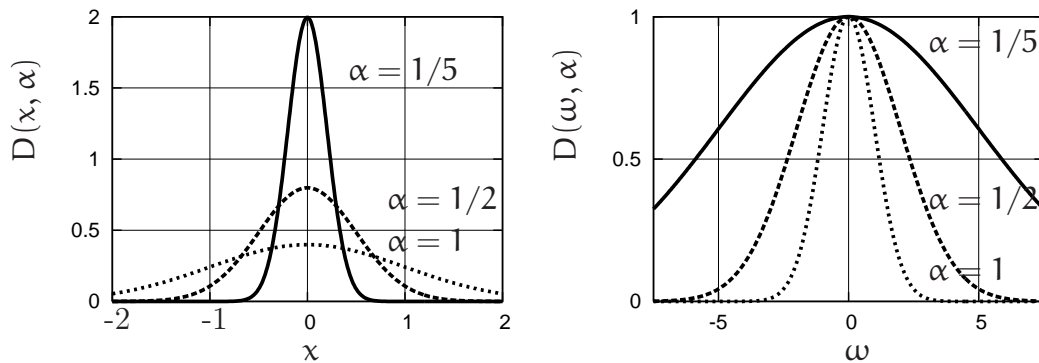 D(x, α)
2
1.5
1
0.5
0
-2
-1
0
1
2
x
α = 1/5
α = 1/2
α = 1
D(ω, α)
1
0.5
0
-5
0
5
ω
α = 1/5
α = 1/2
α = 1